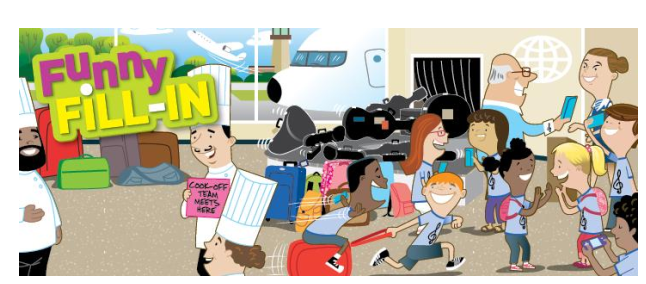 Funny
FiLL-IN
COOK-OFF
TEAM
MEETS
HERE